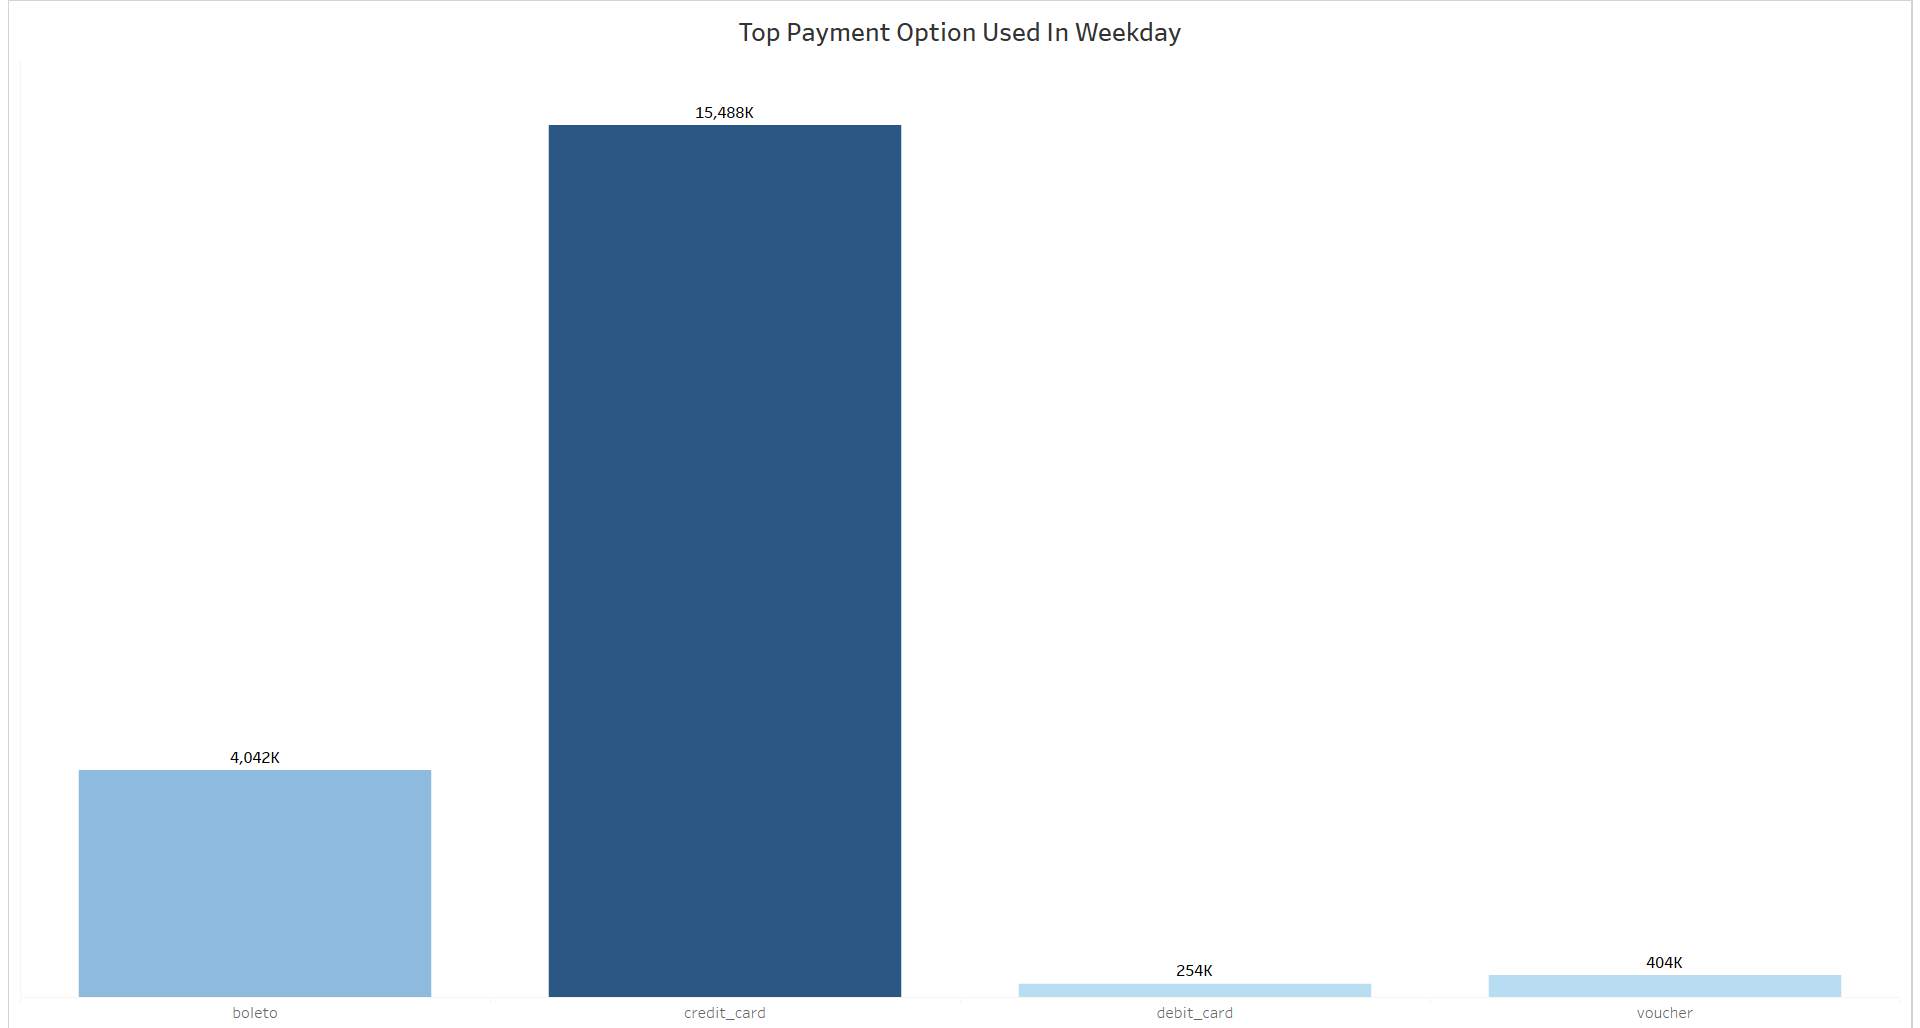 Top Payment Option Used In Weekday
15,488K
4,042K
254K
404K
boleto
credit_card
debit_card
voucher